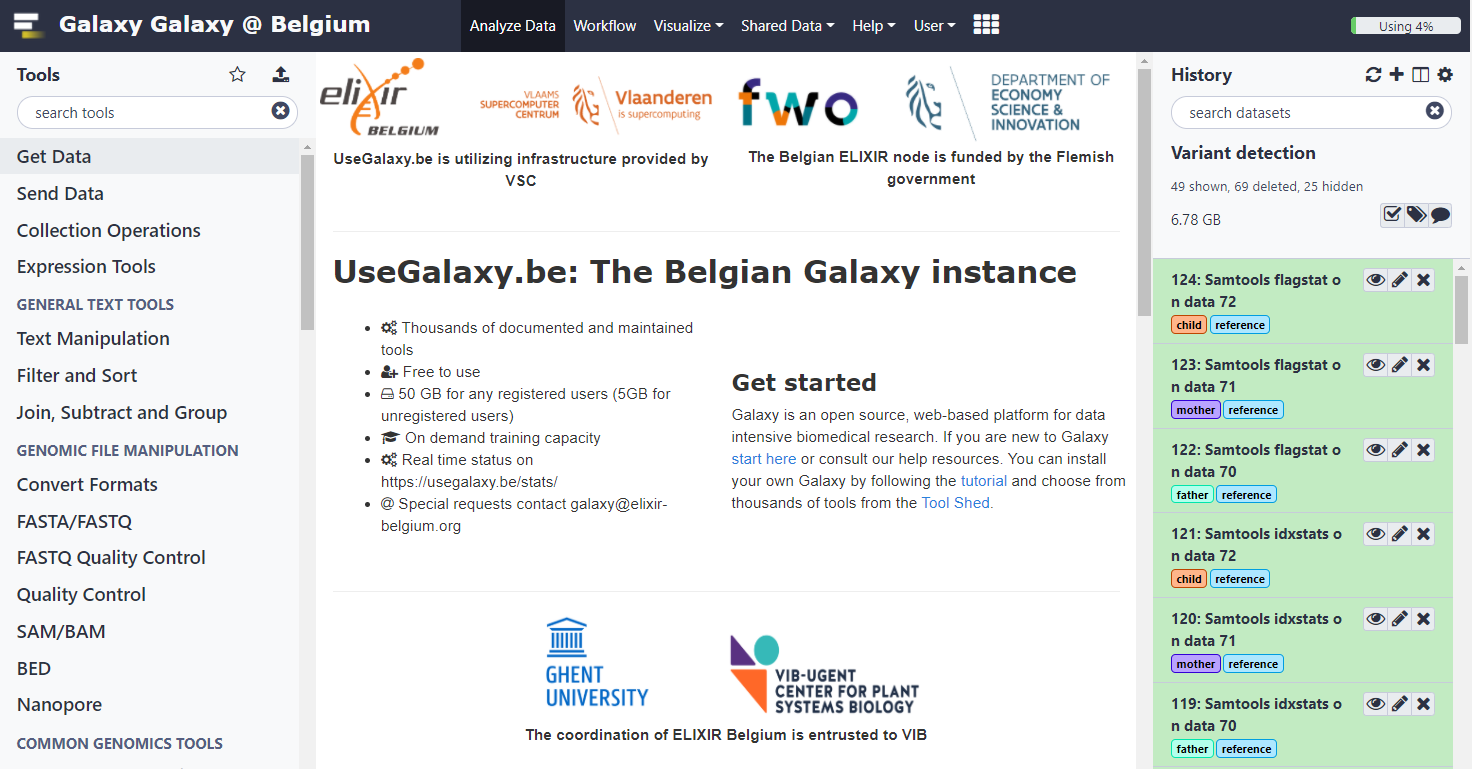 Galaxy Galaxy @ Belgium
Analyze Data
Workflow
Visualize
Shared Data
Help
User
Using 4%
Tools
search tools
Get Data
Send Data
Collection Operations
Expression Tools
GENERAL TEXT TOOLS
Text Manipulation
Filter and Sort
Join, Subtract and Group
GENOMIC FILE MANIPULATION
Convert Formats
FASTA/FASTQ
FASTQ Quality Control
Quality Control
SAM/BAM
BED
Nanopore
COMMON GENOMICS TOOLS
elixir
BELGIUM
VLAAMS
SUPERCOMPUTER
CENTRUM
Vlaanderen
is supercomputing
UseGalaxy.be is utilizing infrastructure provided by
VSC
fwo
DEPARTMENT OF
ECONOMY
SCIENCE &
INNOVATION
The Belgian ELIXIR node is funded by the Flemish
government
UseGalaxy.be: The Belgian Galaxy instance
Thousands of documented and maintained
tools
Free to use
50 GB for any registered users (5GB for
unregistered users)
On demand training capacity
Real time status on
https://usegalaxy.be/stats/
@ Special requests contact galaxy@elixir-
belgium.org
Get started
Galaxy is an open source, web-based platform for data
intensive biomedical research. If you are new to Galaxy
start here or consult our help resources. You can install
your own Galaxy by following the tutorial and choose from
thousands of tools from the Tool Shed.
GHENT
UNIVERSITY
VIB-UGENT
CENTER FOR PLANT
SYSTEMS BIOLOGY
The coordination of ELIXIR Belgium is entrusted to VIB
History
search datasets
Variant detection
49 shown, 69 deleted, 25 hidden
6.78 GB
124: Samtools flagstat o
n data 72
child reference
123: Samtools flagstat o
n data 71
mother reference
122: Samtools flagstat o
n data 70
father reference
121: Samtools idxstats o
n data 72
child reference
120: Samtools idxstats o
n data 71
mother reference
119: Samtools idxstats o
n data 70
father reference